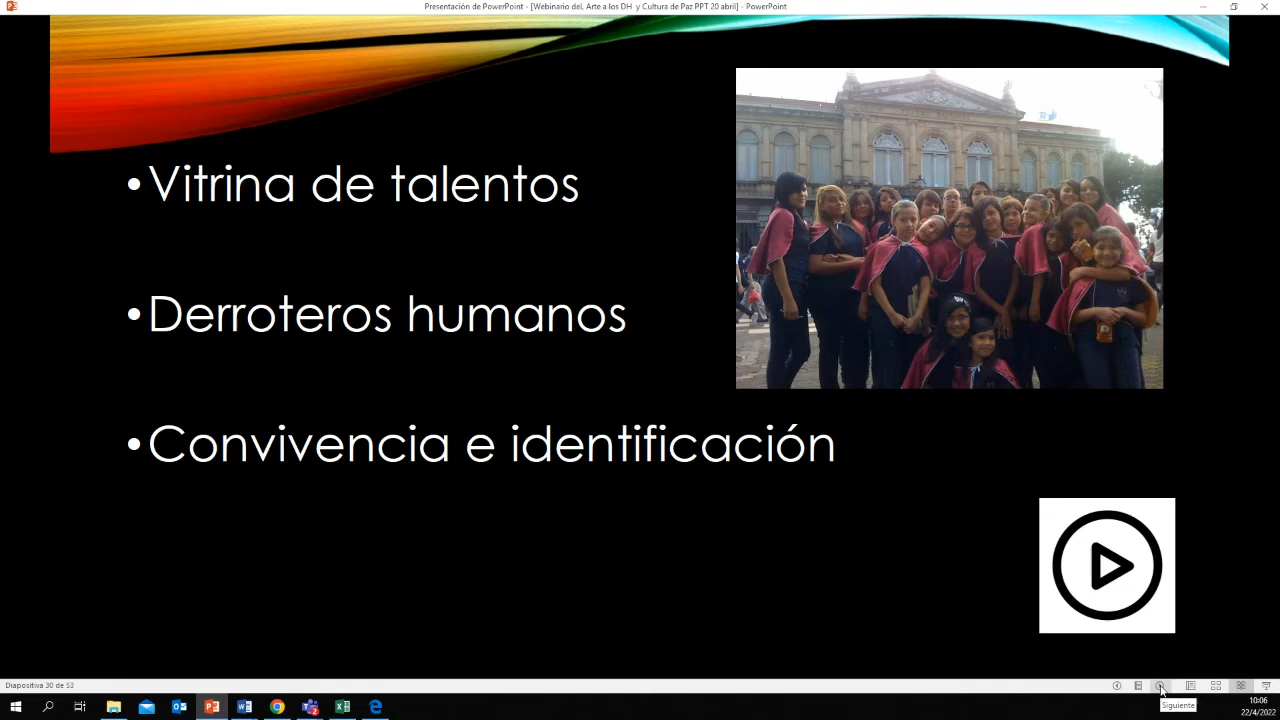 Presentación de PowerPoint - [Webinario del. Arte a los DH y Cultura de Paz PPT 20 abril] - PowerPoint
•Vitrina de talentos
•Derroteros humanos
•Convivencia e identificación
Diapositiva 30 de 53
Siguiente
10:06
22/4/2022